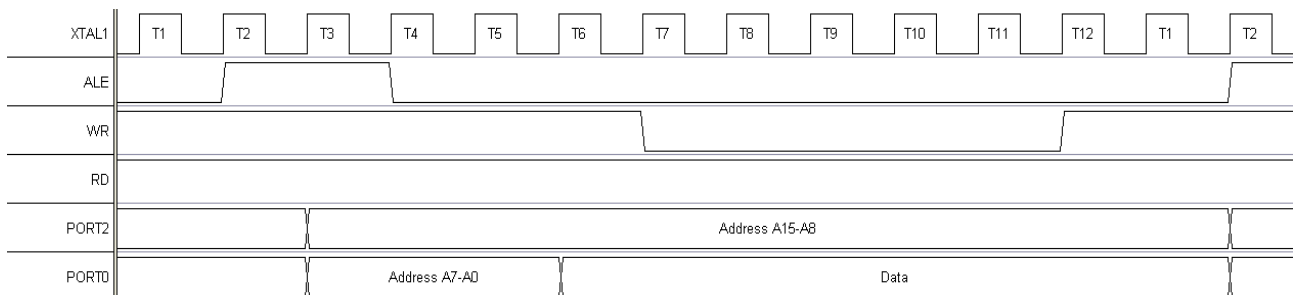 XTAL1 T1 T2 T3 T4 T5 T6 T7 T8 T9 T10 T11 T12 T1 T2
ALE
WR
RD
PORT2 Address A15-A8
PORT0 Address A7-A0 Data